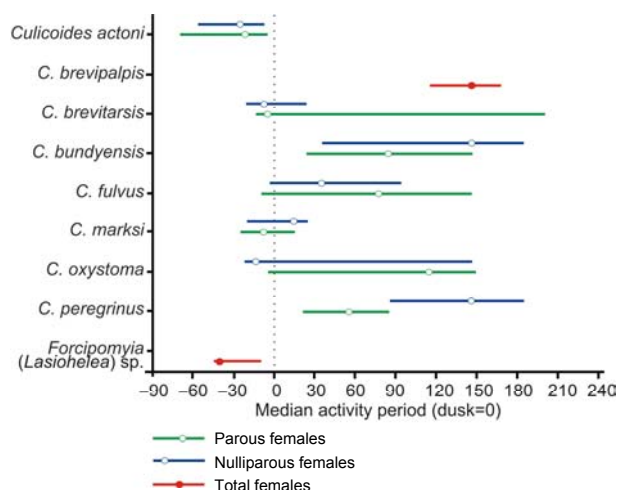 Culicoides actoni
C. brevipalpis
C. brevitarsis
C. bundyensis
C. fulvus
C. marksi
C. oxystoma
C. peregrinus
Forcipomyia
(Lasiohelea) sp.
–90 –60 –30 0 30 60 90 120 150 180 210 240
Median activity period (dusk=0)
Parous females
Nulliparous females
Total females